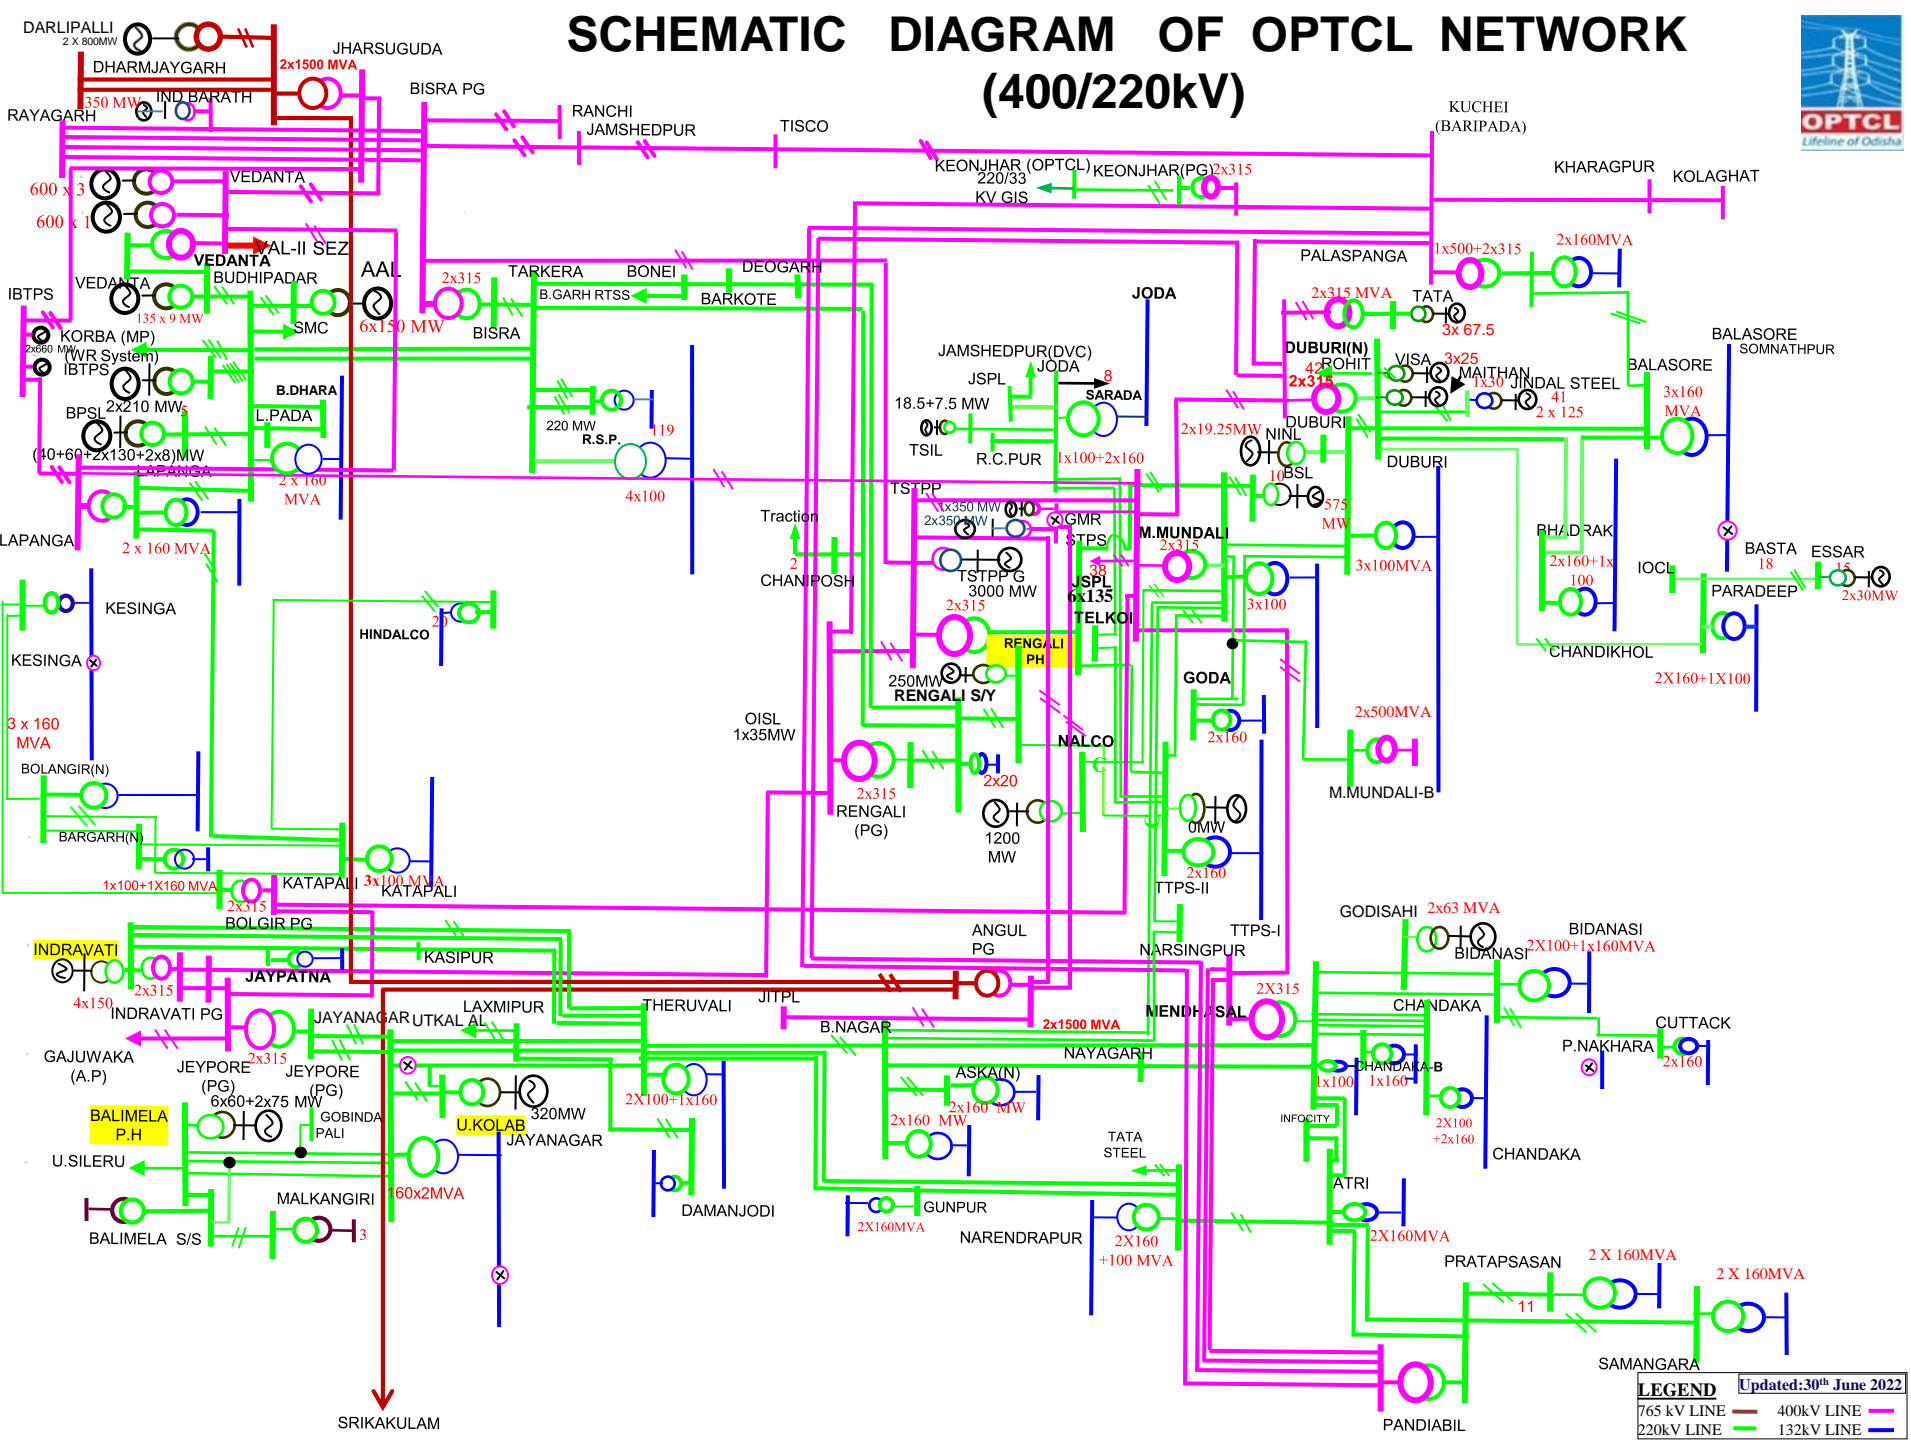 SCHEMATIC DIAGRAM OF OPTCL NETWORK
(400/220kV)
OPTCL
Lifeline of Odisha
DARLIPALLI
2 X 800MW
DHARMJAYGARH
JHARSUGUDA
2x1500 MVA
350 MW
IND BARATH
RAYAGARH
BISRA PG
RANCHI
JAMSHEDPUR
TISCO
KUCHEI
(BARIPADA)
KEONJHAR (OPTCL)
220/33
KV GIS
KEONJHAR(PG)
2x315
KHARAGPUR
KOLAGHAT
600 x 3
600 x 1
VEDANTA
VAL-II SEZ
VEDANTA
VEDANTA
BUDHIPADAR
AAL
6x150 MW
135 x 9 MW
SMC
IBTPS
KORBA (MP)
(WR System)
2x660 MW
IBTPS
2x210 MW
5
B.DHARA
BPSL
L.PADA
(40+60+2x130+2x8)MW
LAPANGA
2 x 160
MVA
2 x 160 MVA
LAPANGA
2x315
TARKERA
BISRA
BONEI
B.GARH RTSS
BARKOTE
DEOGARH
220 MW
R.S.P.
119
4x100
JODA
JAMSHEDPUR(DVC)
JODA
8
JSPL
SARADA
18.5+7.5 MW
TSIL
R.C.PUR
1x100+2x160
PALASPANGA
1x500+2x315
2x160MVA
2x315 MVA
TATA
3x 67.5
DUBURI(N)
42
ROHIT
2x315
VISA
3x25
MAITHAN
1x30
JINDAL STEEL
41
2 x 125
BALASORE
SOMNATHPUR
BALASORE
3x160
MVA
2x19.25MW
NINL
DUBURI
DUBURI
10
BSL
575
MW
3x100MVA
BHADRAK
2x160+1x
100
IOCL
BASTA
18
ESSAR
15
2x30MW
PARADEEP
CHANDIKHOL
2X160+1X100
TSTPP
1x350 MW
2x350 MW
GMR
STPS
M.MUNDALI
2x315
38
JSPL
6x135
3x100
TSTPP G
3000 MW
2x315
TELKOI
RENGALI
PH
250MW
RENGALI S/Y
Traction
2
CHANIPOSH
OISL
1x35MW
NALCO
GODA
2x160
2x500MVA
M.MUNDALI-B
2x20
2x315
RENGALI
(PG)
1200
MW
0MW
2x160
TTPS-II
TTPS-I
NARSINGPUR
KESINGA
KESINGA
HINDALCO
20
3 x 160
MVA
BOLANGIR(N)
BARGARH(N)
1x100+1X160 MVA
2x315
KATAPALI
3x100 MVA
KATAPALI
BOLGIR PG
INDRAVATI
4x150
2x315
JAYPATNA
KASIPUR
INDRAVATI PG
GAJUWAKA
(A.P)
JEYPORE
(PG)
2x315
JAYANAGAR
JEYPORE
(PG)
UTKAL AL
LAXMIPUR
THERUVALI
2X100+1x160
ANGUL
PG
JITPL
2x1500 MVA
B.NAGAR
NAYAGARH
MENDHASAL
2X315
GODISAHI
2x63 MVA
BIDANASI
2X100+1x160MVA
BIDANASI
CHANDAKA
CHANDAKA-B
1x100
1x160
2X100
+2x160
CHANDAKA
P.NAKHARA
CUTTACK
2x160
ASKA(N)
2x160 MW
2x160 MW
INFOCITY
6x60+2x75 MW
BALIMELA
P.H
GOBINDA
PALI
320MW
U.KOLAB
JAYANAGAR
U.SILERU
MALKANGIRI
160x2MVA
3
BALIMELA S/S
DAMANJODI
2X160MVA
GUNPUR
TATA
STEEL
NARENDRAPUR
2X160
+100 MVA
ATRI
2X160MVA
PRATAPSASAN
2 X 160MVA
11
2 X 160MVA
SAMANGARA
PANDIABIL
SRIKAKULAM
LEGEND
Updated:30th June 2022
765 kV LINE
400kV LINE
220kV LINE
132kV LINE